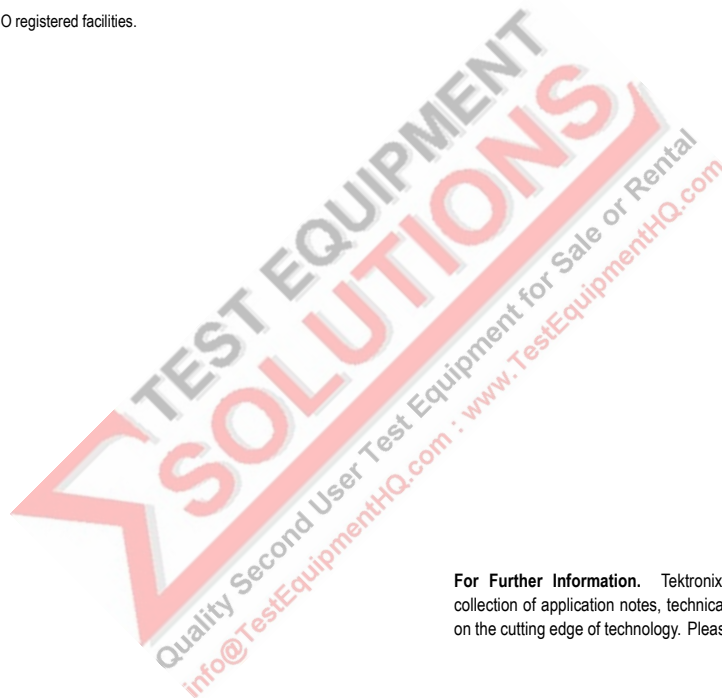 O registered facilities.
TEST EQUIPMENT
SOLUTIONS
Quality Second User Test Equipment for Sale or Rental
info@TestEquipmentHQ.com : www.TestEquipmentHQ.com
For Further Information. Tektronix
collection of application notes, technica
on the cutting edge of technology. Pleas